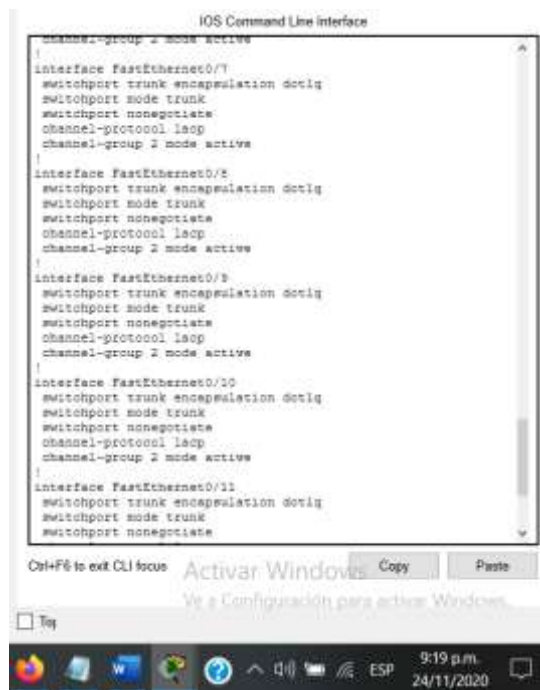 IOS Command Line Interface
channel-group 2 mode active
!
interface FastEthernet0/7
switchport trunk encapsulation dot1q
switchport mode trunk
switchport nonegotiate
channel-protocol lacp
channel-group 2 mode active
!
interface FastEthernet0/8
switchport trunk encapsulation dot1q
switchport mode trunk
switchport nonegotiate
channel-protocol lacp
channel-group 2 mode active
!
interface FastEthernet0/9
switchport trunk encapsulation dot1q
switchport mode trunk
switchport nonegotiate
channel-protocol lacp
channel-group 2 mode active
!
interface FastEthernet0/10
switchport trunk encapsulation dot1q
switchport mode trunk
switchport nonegotiate
channel-protocol lacp
channel-group 2 mode active
!
interface FastEthernet0/11
switchport trunk encapsulation dot1q
switchport mode trunk
switchport nonegotiate
Ctrl+F6 to exit CLI focus
Copy
Paste
Activar Windows
Ve a Configuración para activar Windows.
Top
ESP
9:19 p.m.
24/11/2020